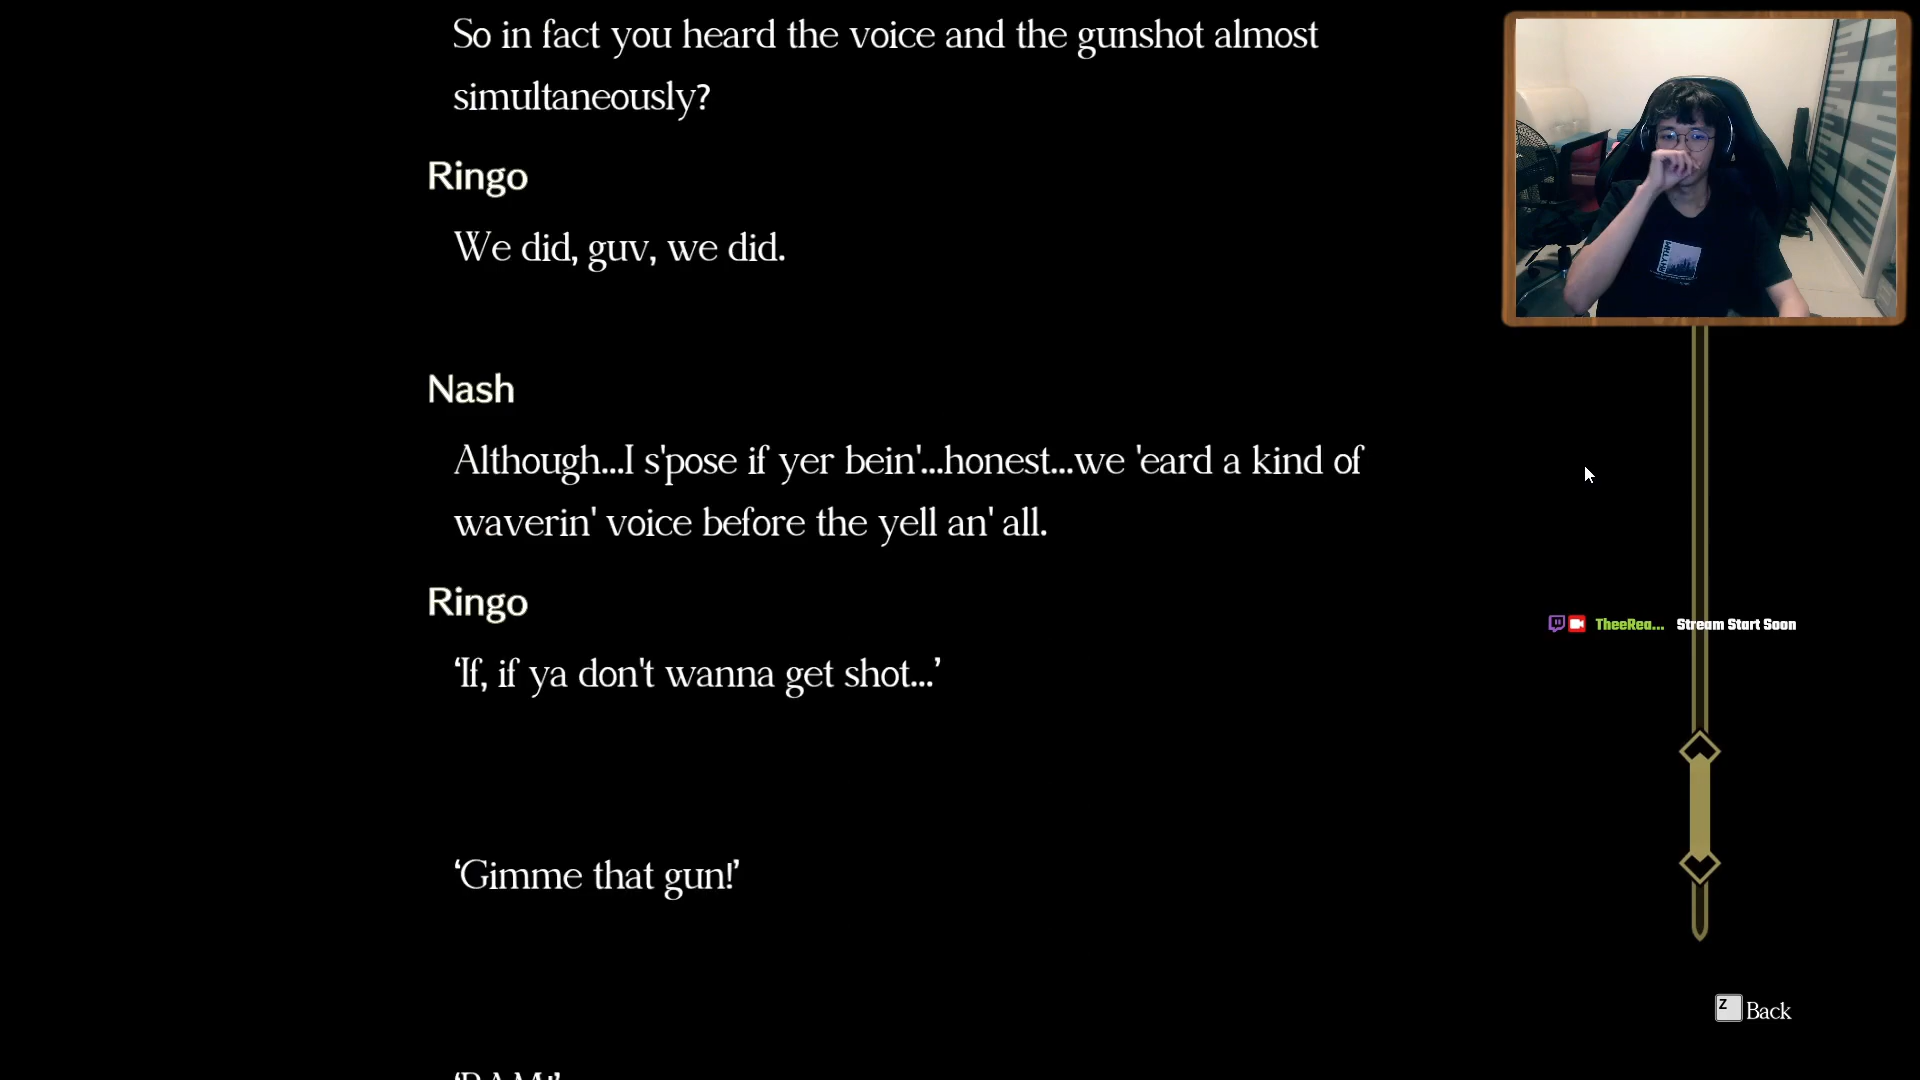 So in fact you heard the voice and the gunshot almost
simultaneously?
Ringo
We did, guv, we did.
Nash
Although...I s'pose if yer bein'...honest...we 'eard a kind of
waverin' voice before the yell an' all.
Ringo
‘If, if ya don't wanna get shot...’
TheeRea... Stream Start Soon
‘Gimme that gun!’
Z Back